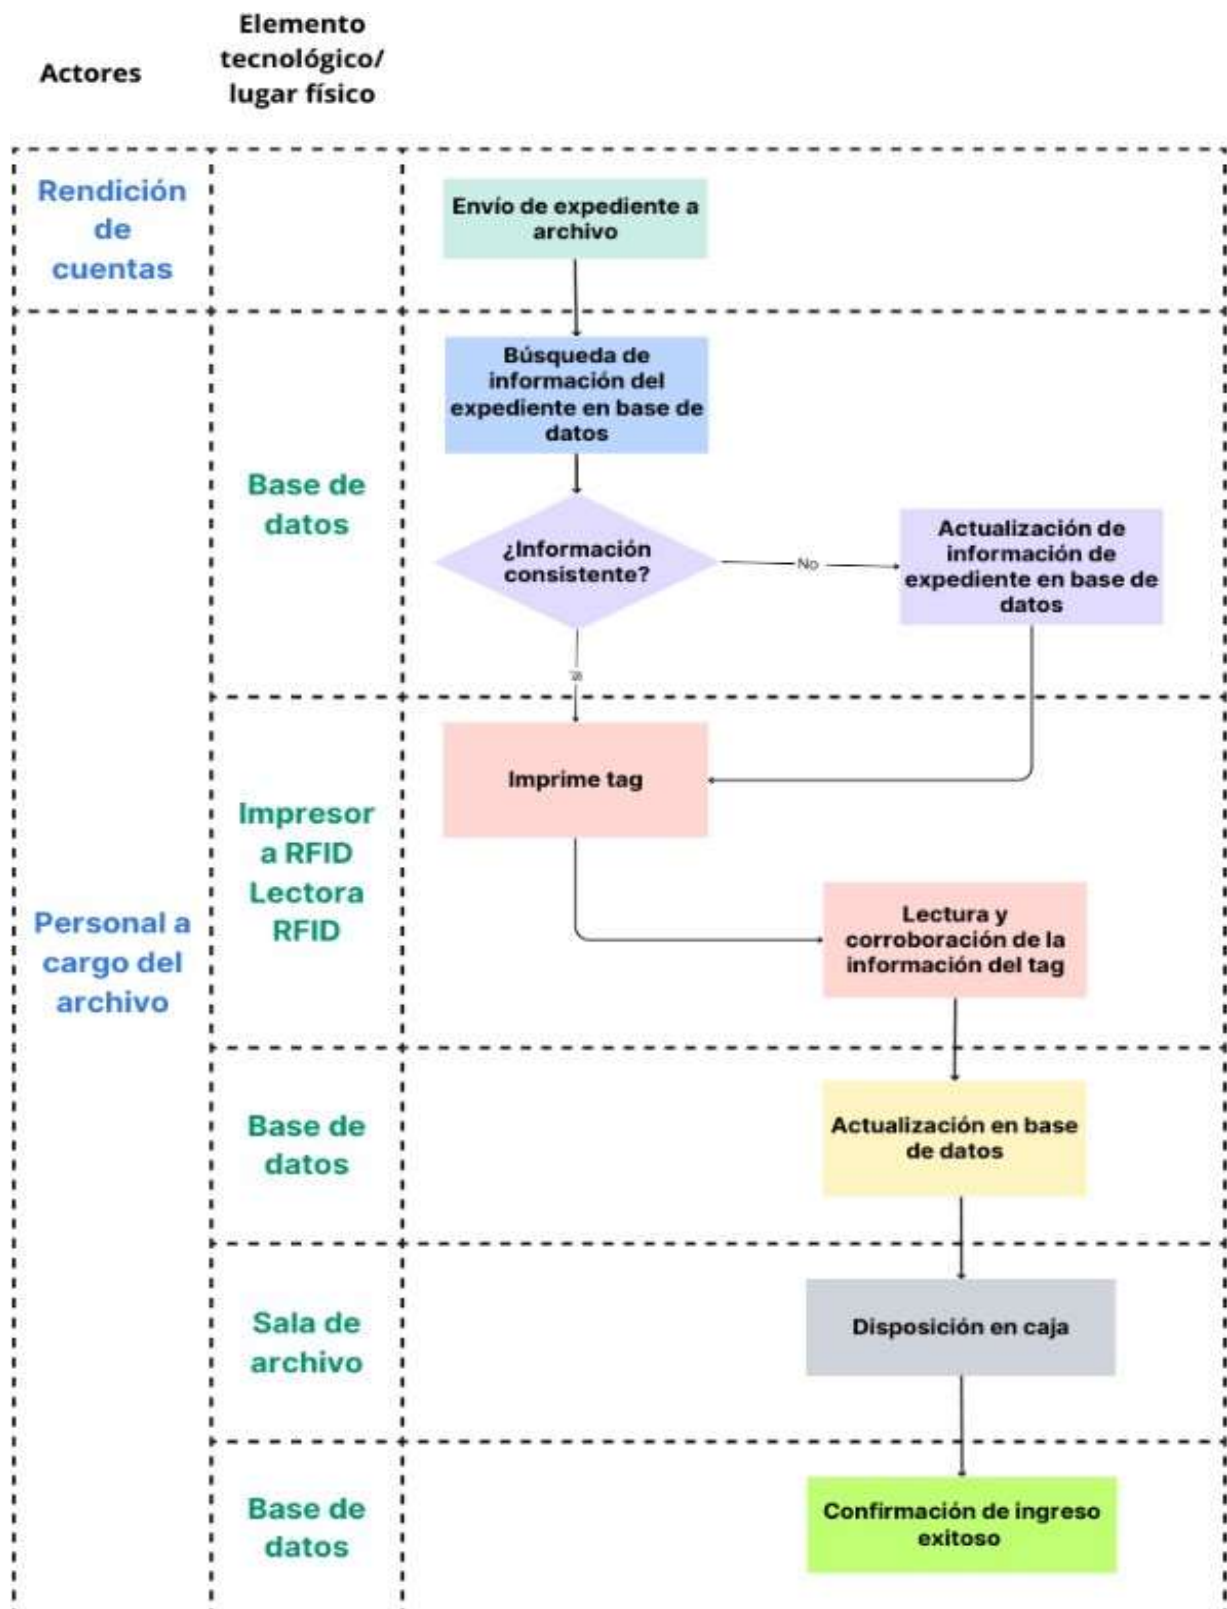 Actores
Elemento
tecnológico/
lugar físico
Rendición
de
cuentas
Envío de expediente a
archivo
Personal a
cargo del
archivo
Base de
datos
Búsqueda de
información del
expediente en base de
datos
¿Información
consistente?
No
Actualización de
información de
expediente en base de
datos
Impresor
a RFID
Lectora
RFID
Imprime tag
Lectura y
corroboración de la
información del tag
Base de
datos
Actualización en base
de datos
Sala de
archivo
Disposición en caja
Base de
datos
Confirmación de ingreso
exitoso